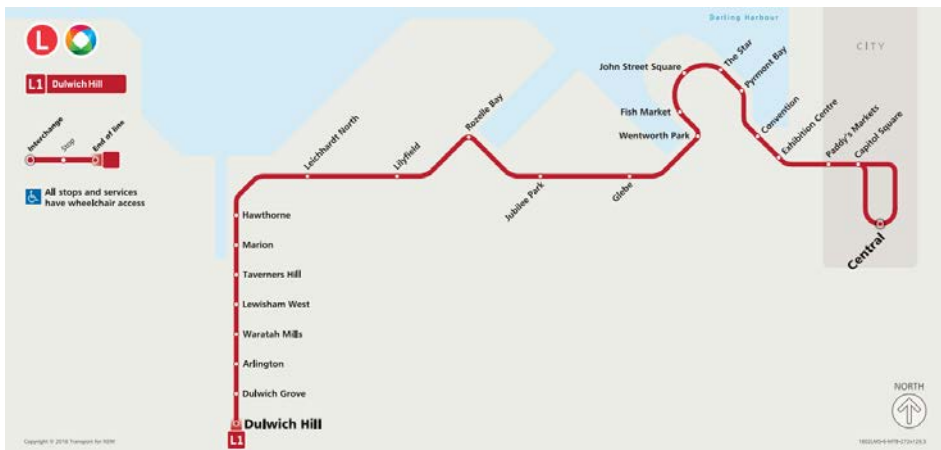 Darling Harbour
CITY
L
L1 Dulwich Hill
Interchange
Stop
End of line
All stops and services
have wheelchair access
John Street Square
The Star
Pyrmont Bay
Fish Market
Wentworth Park
Convention
Exhibition Centre
Paddy's Markets
Capitol Square
Central
Rozelle Bay
Leichhardt North
Lilyfield
Jubilee Park
Glebe
Hawthorne
Marion
Taverners Hill
Lewisham West
Waratah Mills
Arlington
Dulwich Grove
Dulwich Hill
L1
NORTH